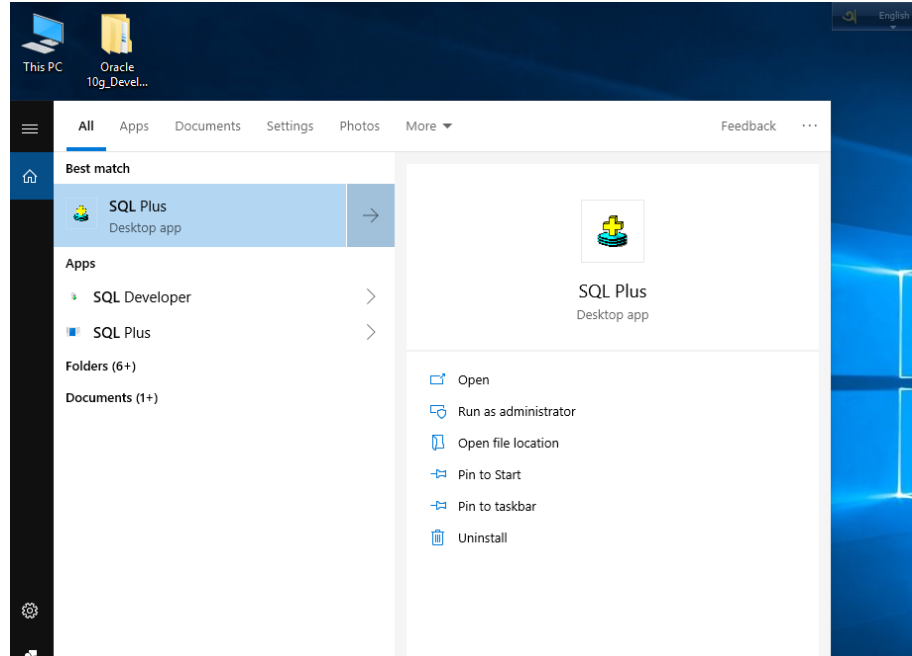 This PC
Oracle
10g_Devel...
English
All Apps Documents Settings Photos More Feedback ...
Best match
SQL Plus
Desktop app
Apps
SQL Developer
SQL Plus
Folders (6+)
Documents (1+)
SQL Plus
Desktop app
Open
Run as administrator
Open file location
Pin to Start
Pin to taskbar
Uninstall